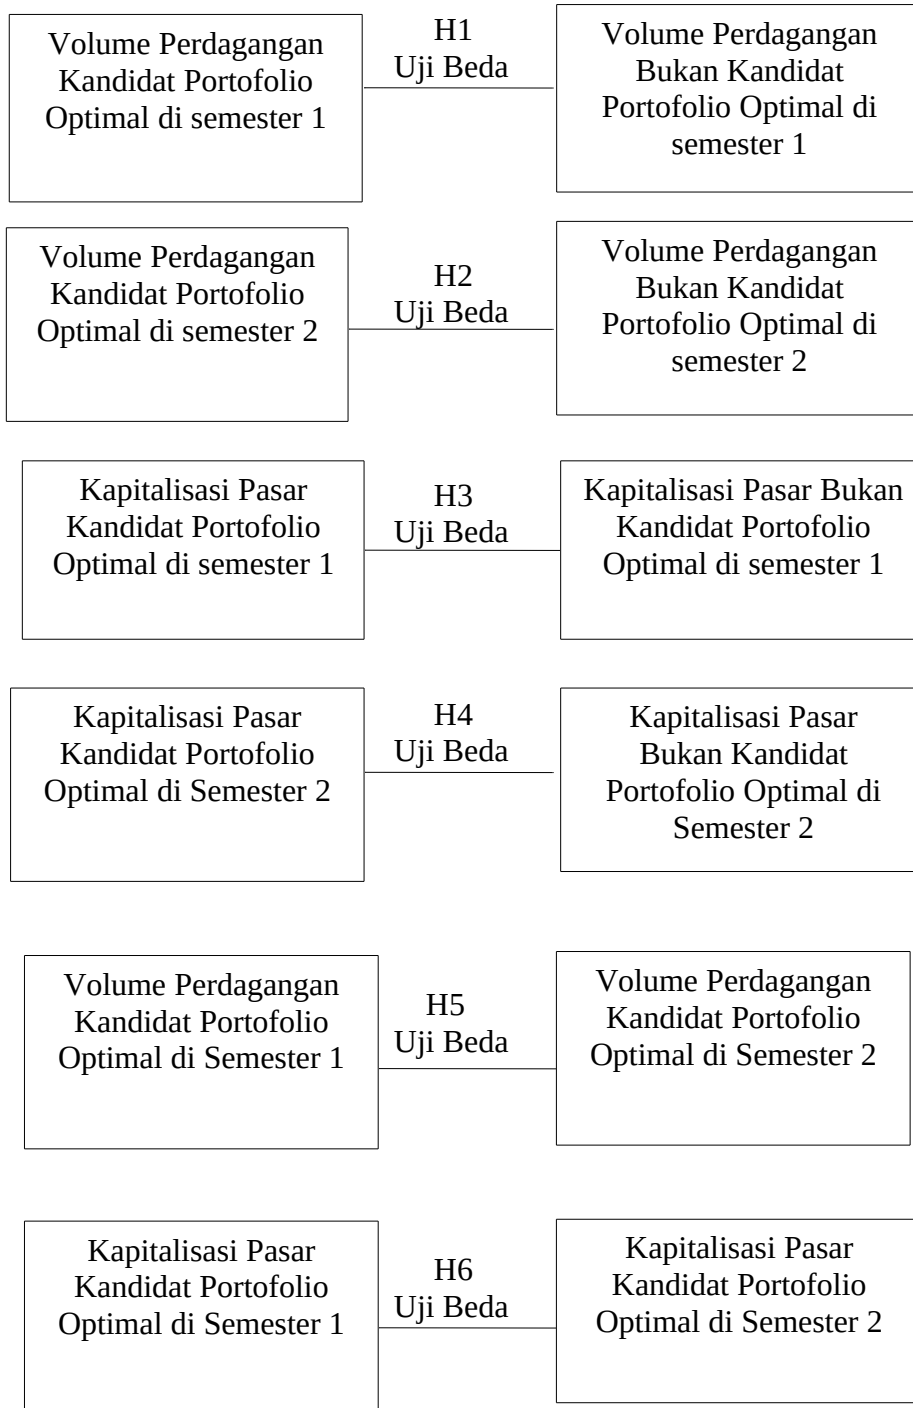 Volume Perdagangan
Kandidat Portofolio
Optimal di semester 1
H1
Uji Beda
Volume Perdagangan
Bukan Kandidat
Portofolio Optimal di
semester 1
Volume Perdagangan
Kandidat Portofolio
Optimal di semester 2
H2
Uji Beda
Volume Perdagangan
Bukan Kandidat
Portofolio Optimal di
semester 2
Kapitalisasi Pasar
Kandidat Portofolio
Optimal di semester 1
H3
Uji Beda
Kapitalisasi Pasar Bukan
Kandidat Portofolio
Optimal di semester 1
Kapitalisasi Pasar
Kandidat Portofolio
Optimal di Semester 2
H4
Uji Beda
Kapitalisasi Pasar
Bukan Kandidat
Portofolio Optimal di
Semester 2
Volume Perdagangan
Kandidat Portofolio
Optimal di Semester 1
H5
Uji Beda
Volume Perdagangan
Kandidat Portofolio
Optimal di Semester 2
Kapitalisasi Pasar
Kandidat Portofolio
Optimal di Semester 1
H6
Uji Beda
Kapitalisasi Pasar
Kandidat Portofolio
Optimal di Semester 2